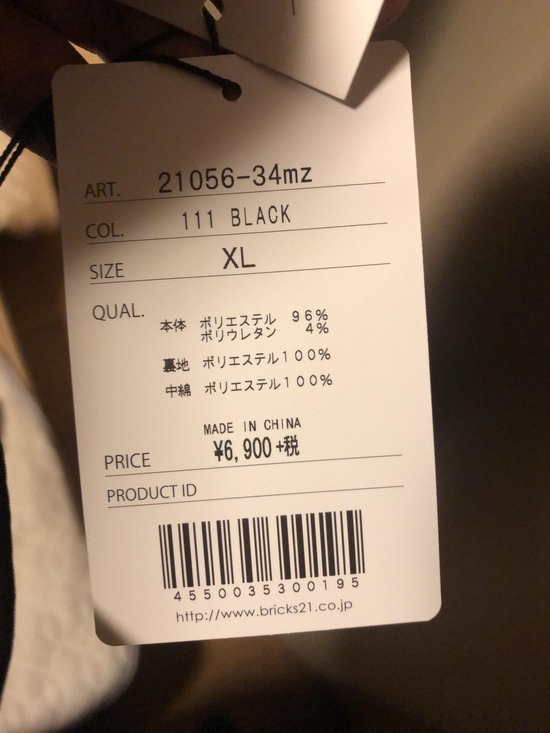 ART. 21056-34mz
COL. 111 BLACK
SIZE XL
QUAL.
本体 ポリエステル 96%
ポリウレタン 4%
裏地 ポリエステル100%
中綿 ポリエステル100%
MADE IN CHINA
PRICE ¥6,900+税
PRODUCT ID
4550035300195
http://www.bricks21.co.jp